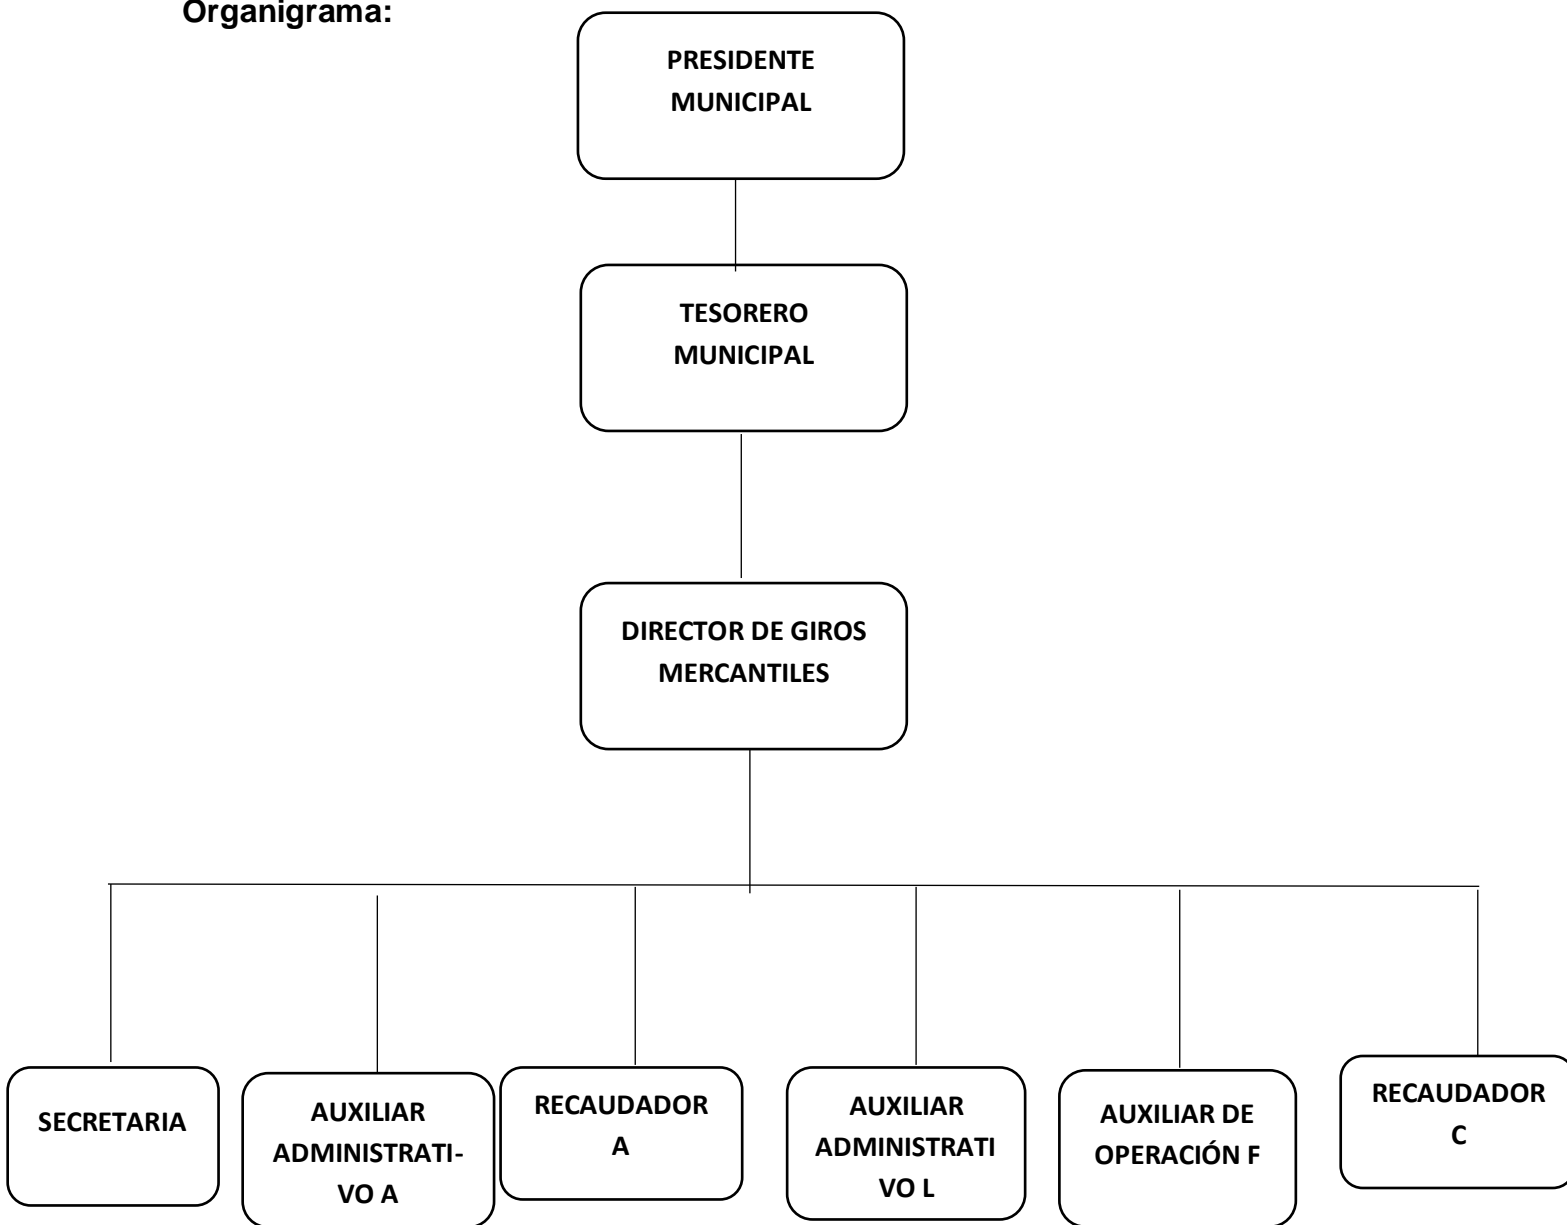 Organigrama:
PRESIDENTE
MUNICIPAL
TESORERO
MUNICIPAL
DIRECTOR DE GIROS
MERCANTILES
SECRETARIA
AUXILIAR
ADMINISTRATI-
VO A
RECAUDADOR
A
AUXILIAR
ADMINISTRATI
VO L
AUXILIAR DE
OPERACIÓN F
RECAUDADOR
C